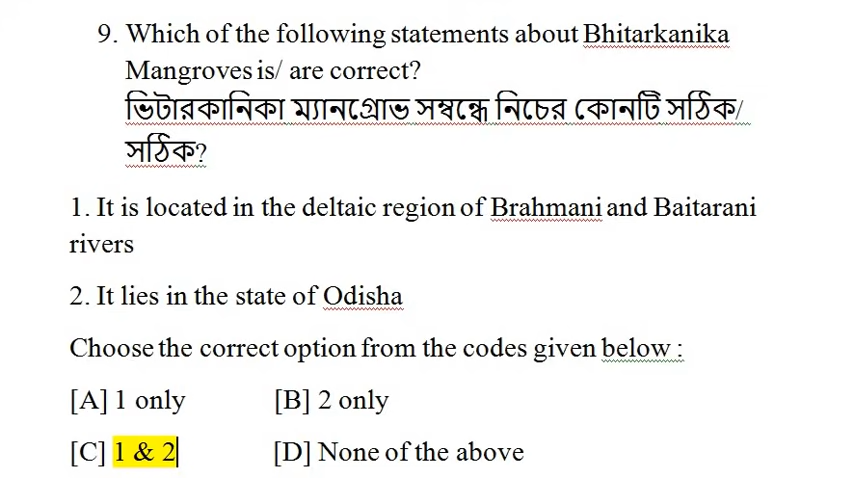 9. Which of the following statements about Bhitarkanika
Mangroves is/ are correct?
ভিটারকানিকা ম্যানগ্রোভ সম্বন্ধে নিচের কোনটি সঠিক/
সঠিক?
1. It is located in the deltaic region of Brahmani and Baitarani
rivers
2. It lies in the state of Odisha
Choose the correct option from the codes given below :
[A] 1 only [B] 2 only
[C] 1 & 2 [D] None of the above